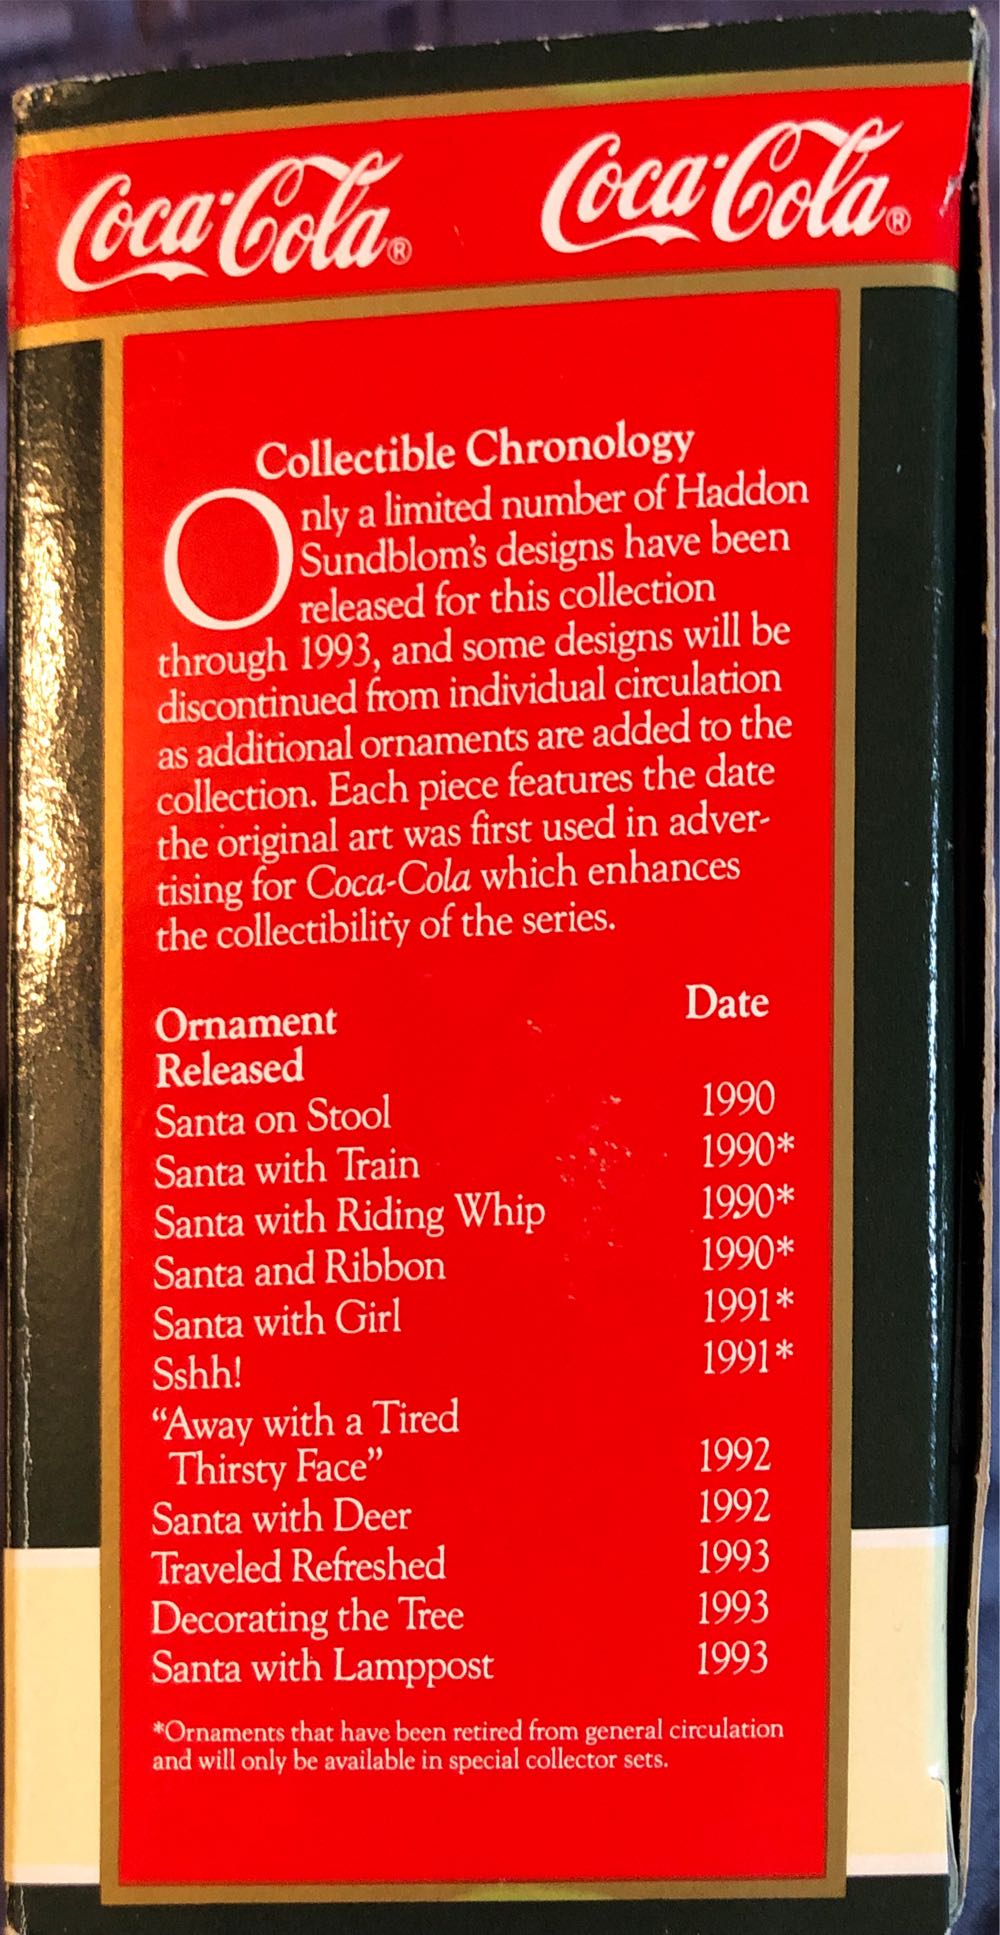 Coca-Cola® Coca-Cola®
Collectible Chronology
Only a limited number of Haddon
Sundblom's designs have been
released for this collection
through 1993, and some designs will be
discontinued from individual circulation
as additional ornaments are added to the
collection. Each piece features the date
the original art was first used in adver-
tising for Coca-Cola which enhances
the collectibility of the series.
Ornament Date
Released
Santa on Stool 1990
Santa with Train 1990*
Santa with Riding Whip 1990*
Santa and Ribbon 1990*
Santa with Girl 1991*
Sshh! 1991*
“Away with a Tired
Thirsty Face” 1992
Santa with Deer 1992
Traveled Refreshed 1993
Decorating the Tree 1993
Santa with Lamppost 1993
*Ornaments that have been retired from general circulation
and will only be available in special collector sets.